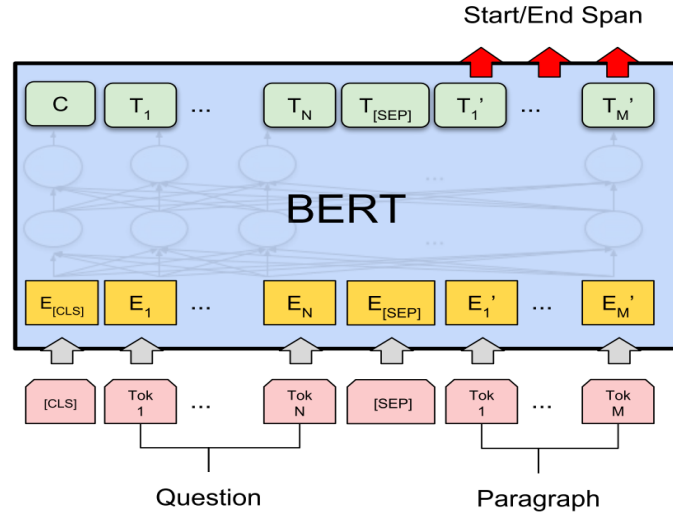 Start/End Span
C T1 ... TN T[SEP] T1' ... TM'
...
BERT
...
E[CLS] E1 ... EN E[SEP] E1' ... EM'
[CLS] Tok 1 ... Tok N [SEP] Tok 1 ... Tok M
Question Paragraph